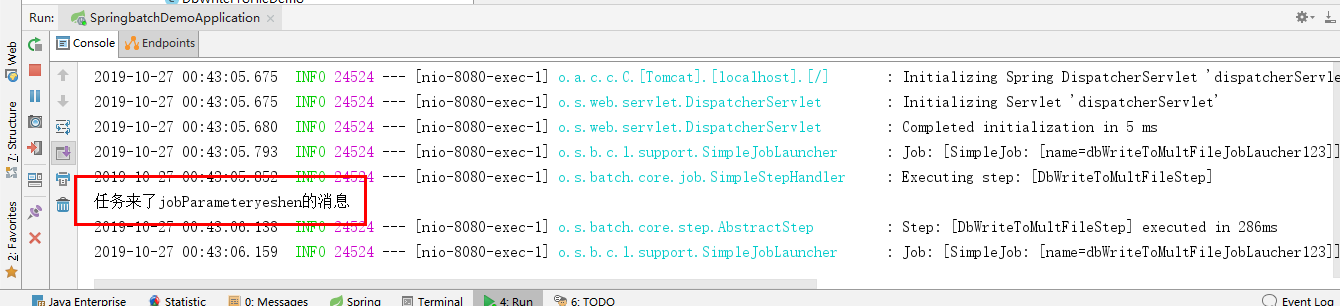 DbWriteToFileDemo
Run: SpringbatchDemoApplication
Console Endpoints
2019-10-27 00:43:05.675 INFO 24524 --- [nio-8080-exec-1] o.a.c.c.C.[Tomcat].[localhost].[/] : Initializing Spring DispatcherServlet 'dispatcherServle
2019-10-27 00:43:05.675 INFO 24524 --- [nio-8080-exec-1] o.s.web.servlet.DispatcherServlet : Initializing Servlet 'dispatcherServlet'
2019-10-27 00:43:05.680 INFO 24524 --- [nio-8080-exec-1] o.s.web.servlet.DispatcherServlet : Completed initialization in 5 ms
2019-10-27 00:43:05.793 INFO 24524 --- [nio-8080-exec-1] o.s.b.c.l.support.SimpleJobLauncher : Job: [SimpleJob: [name=dbWriteToMultFileJobLaucher123]]
2019-10-27 00:43:05.852 INFO 24524 --- [nio-8080-exec-1] o.s.batch.core.job.SimpleStepHandler : Executing step: [DbWriteToMultFileStep]
任务来了jobParameteryeshen的消息
2019-10-27 00:43:06.138 INFO 24524 --- [nio-8080-exec-1] o.s.batch.core.step.AbstractStep : Step: [DbWriteToMultFileStep] executed in 286ms
2019-10-27 00:43:06.159 INFO 24524 --- [nio-8080-exec-1] o.s.b.c.l.support.SimpleJobLauncher : Job: [SimpleJob: [name=dbWriteToMultFileJobLaucher123]]
Web
7: Structure
2: Favorites
Java Enterprise Statistic 0: Messages Spring Terminal 4: Run 6: TODO Event Log